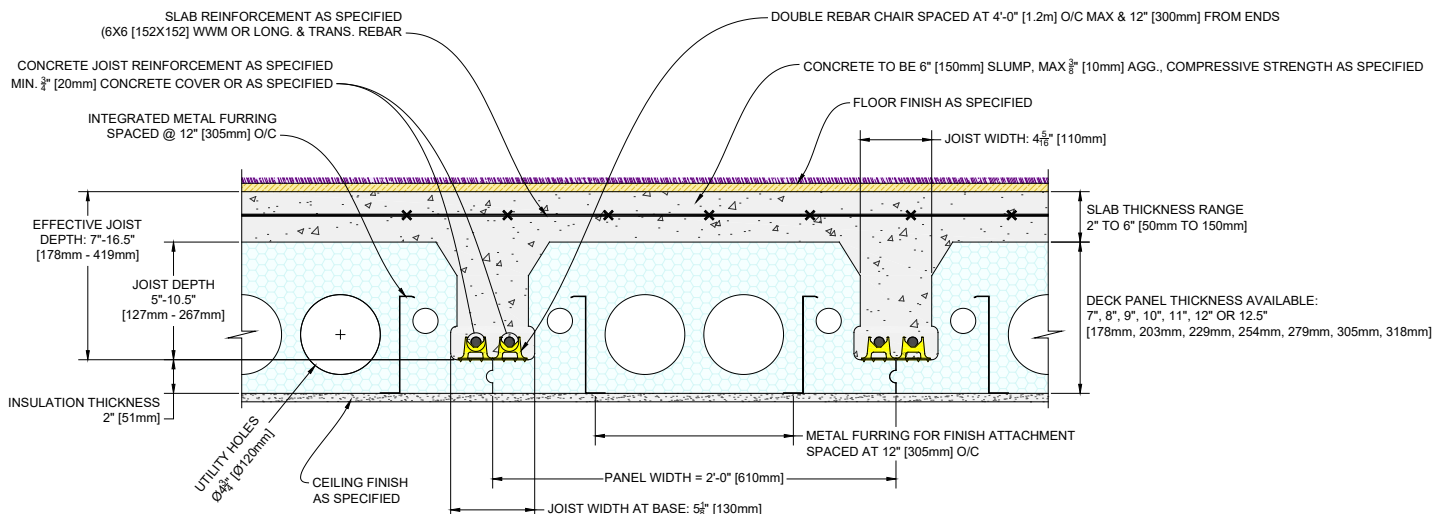 SLAB REINFORCEMENT AS SPECIFIED
(6X6 [152X152] WWM OR LONG. & TRANS. REBAR
DOUBLE REBAR CHAIR SPACED AT 4'-0" [1.2m] O/C MAX & 12" [300mm] FROM ENDS
CONCRETE JOIST REINFORCEMENT AS SPECIFIED
MIN. 3/4" [20mm] CONCRETE COVER OR AS SPECIFIED
CONCRETE TO BE 6" [150mm] SLUMP, MAX 3/8" [10mm] AGG., COMPRESSIVE STRENGTH AS SPECIFIED
FLOOR FINISH AS SPECIFIED
INTEGRATED METAL FURRING
SPACED @ 12" [305mm] O/C
JOIST WIDTH: 4 5/16" [110mm]
EFFECTIVE JOIST
DEPTH: 7"-16.5"
[178mm - 419mm]
SLAB THICKNESS RANGE
2" TO 6" [50mm TO 150mm]
JOIST DEPTH
5"-10.5"
[127mm - 267mm]
DECK PANEL THICKNESS AVAILABLE:
7", 8", 9", 10", 11", 12" OR 12.5"
[178mm, 203mm, 229mm, 254mm, 279mm, 305mm, 318mm]
INSULATION THICKNESS
2" [51mm]
UTILITY HOLES
Ø4 3/4" [Ø120mm]
CEILING FINISH
AS SPECIFIED
METAL FURRING FOR FINISH ATTACHMENT
SPACED AT 12" [305mm] O/C
PANEL WIDTH = 2'-0" [610mm]
JOIST WIDTH AT BASE: 5 1/8" [130mm]